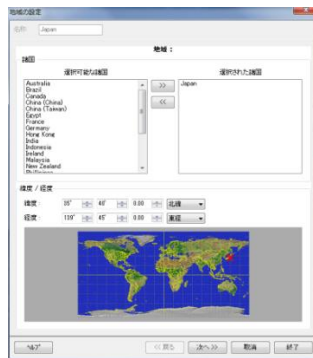 地域の設定
名称: Japan
地域 :
諸国
選択可能な諸国
選択された諸国
Australia
Brazil
Canada
China (China)
China (Taiwan)
Egypt
France
Germany
Hong Kong
India
Indonesia
Ireland
Malaysia
New Zealand
Philippines
>>
<<
Japan
緯度 / 経度
緯度 : 35° 40' 0.00 北緯
経度 : 139° 45' 0.00 東経
ヘルプ
<< 戻る
次へ >>
取消
終了